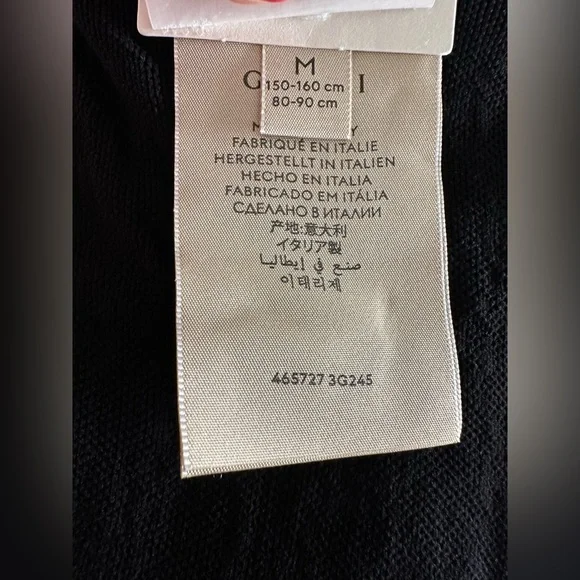 M
150-160 cm
80-90 cm
FABRIQUÉ EN ITALIE
HERGESTELLT IN ITALIEN
HECHO EN ITALIA
FABRICADO EM ITÁLIA
СДЕЛАНО В ИТАЛИИ
产地:意大利
イタリア製
صنع في إيطاليا
이태리제
465727 3G245